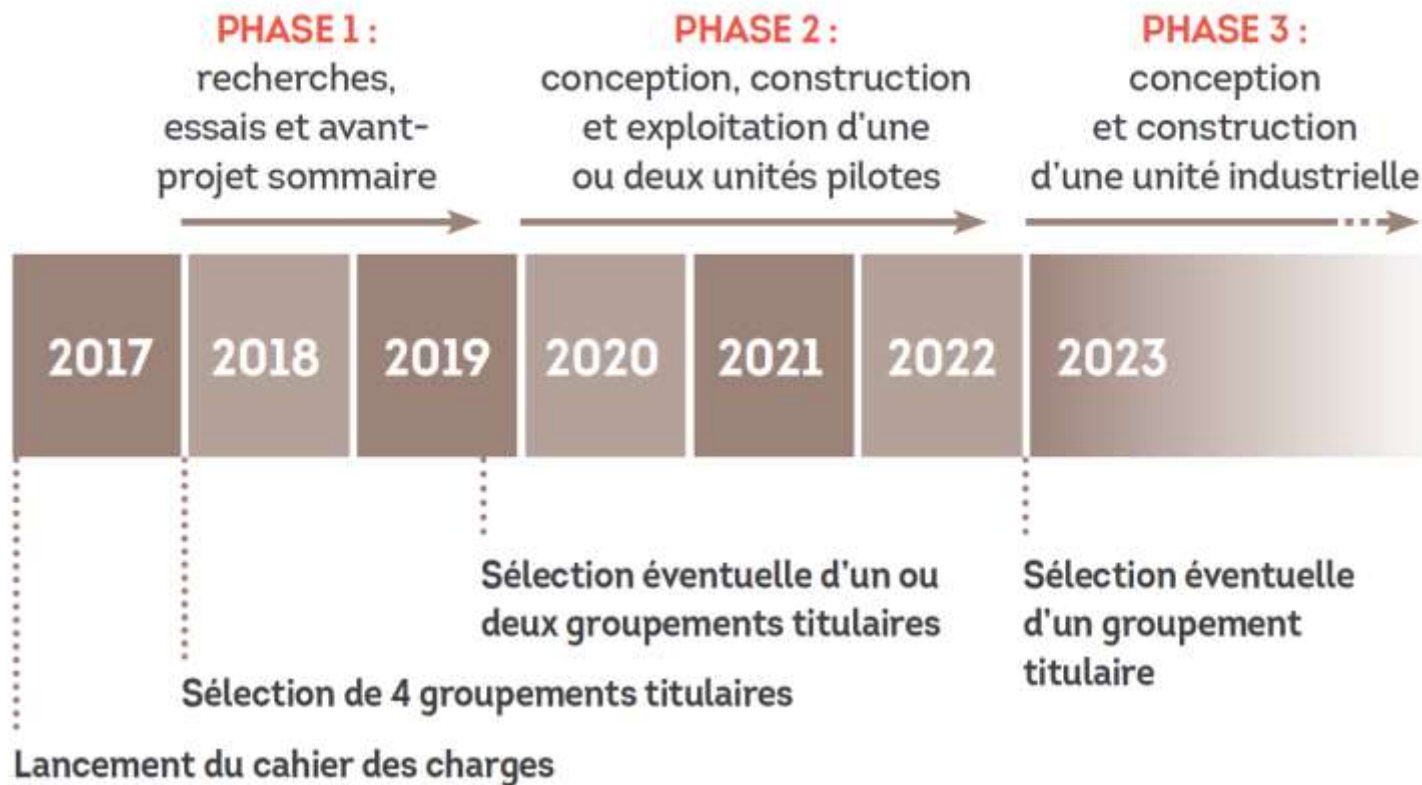 PHASE 1 :
recherches,
essais et avant-
projet sommaire
PHASE 2 :
conception, construction
et exploitation d'une
ou deux unités pilotes
PHASE 3 :
conception
et construction
d'une unité industrielle
2017
2018
2019
2020
2021
2022
2023
Sélection éventuelle d'un ou
deux groupements titulaires
Sélection éventuelle
d'un groupement
titulaire
Sélection de 4 groupements titulaires
Lancement du cahier des charges